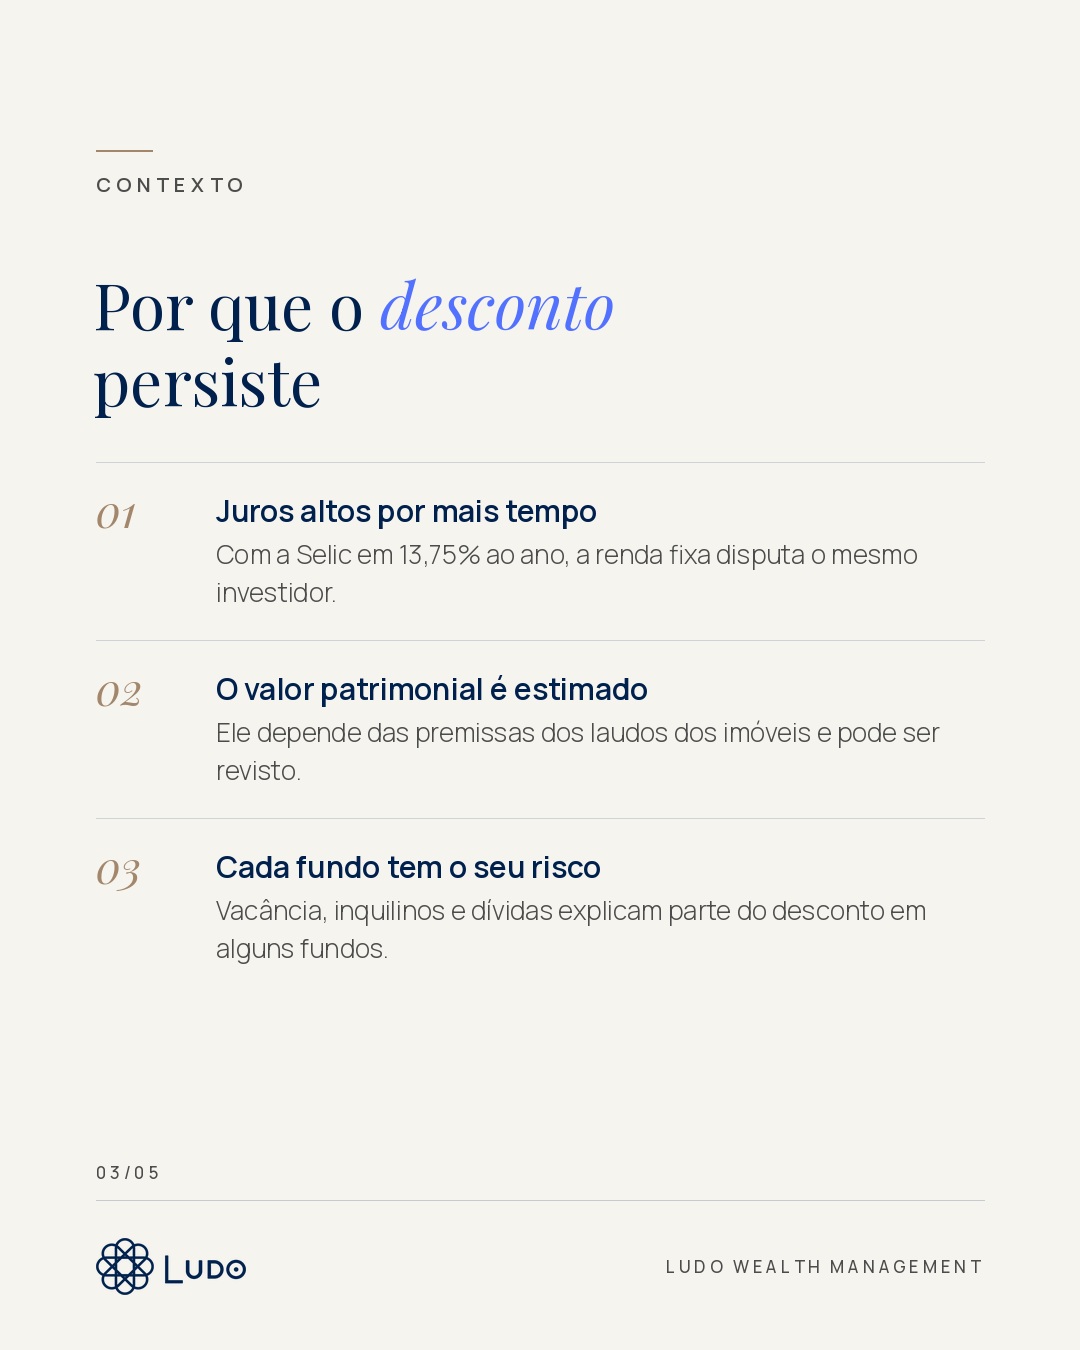 CONTEXTO
Por que o desconto
persiste
01
Juros altos por mais tempo
Com a Selic em 13,75% ao ano, a renda fixa disputa o mesmo
investidor.
02
O valor patrimonial é estimado
Ele depende das premissas dos laudos dos imóveis e pode ser
revisto.
03
Cada fundo tem o seu risco
Vacância, inquilinos e dívidas explicam parte do desconto em
alguns fundos.
03/05
LUDO
LUDO WEALTH MANAGEMENT